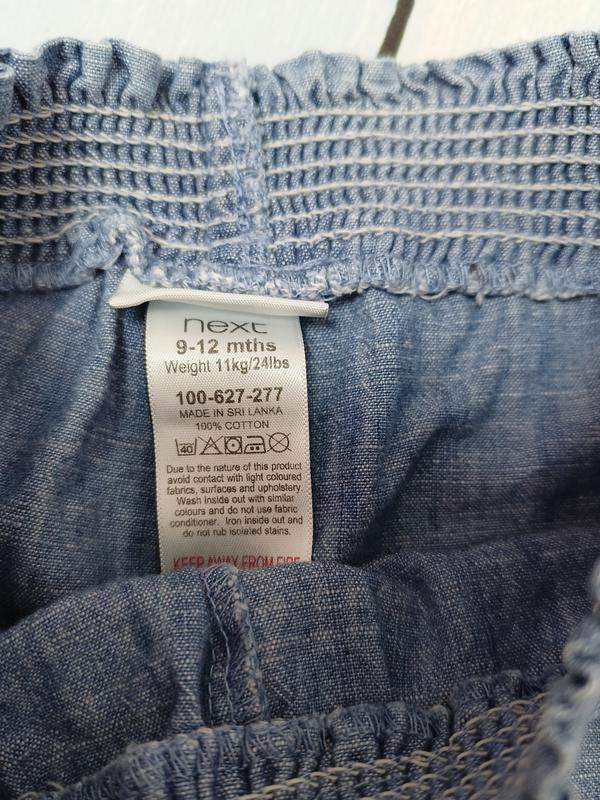 next
9-12 mths
Weight 11kg/24lbs
100-627-277
MADE IN SRI LANKA
100% COTTON
40
Due to the nature of this product
avoid contact with light coloured
fabrics, surfaces and upholstery.
Wash inside out with similar
colours and do not use fabric
conditioner. Iron inside out and
do not rub isolated stains.
KEEP AWAY FROM FIRE